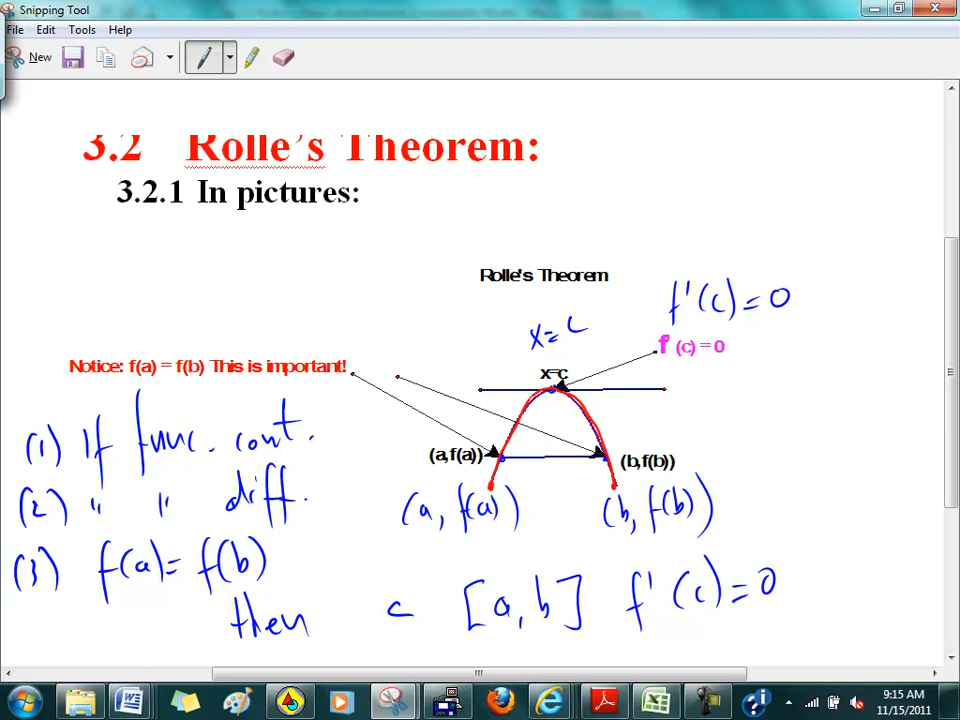 Snipping Tool
File Edit Tools Help
New
3.2 Rolle's Theorem:
3.2.1 In pictures:
Rolle's Theorem
f'(c) = 0
x = c
f' (c) = 0
Notice: f(a) = f(b) This is important!
x=c
(1) If func. cont.
(a,f(a))
(b,f(b))
(2) " " diff.
(a, f(a))
(b, f(b))
(3) f(a) = f(b)
then c [a, b] f'(c) = 0
9:15 AM
11/15/2011